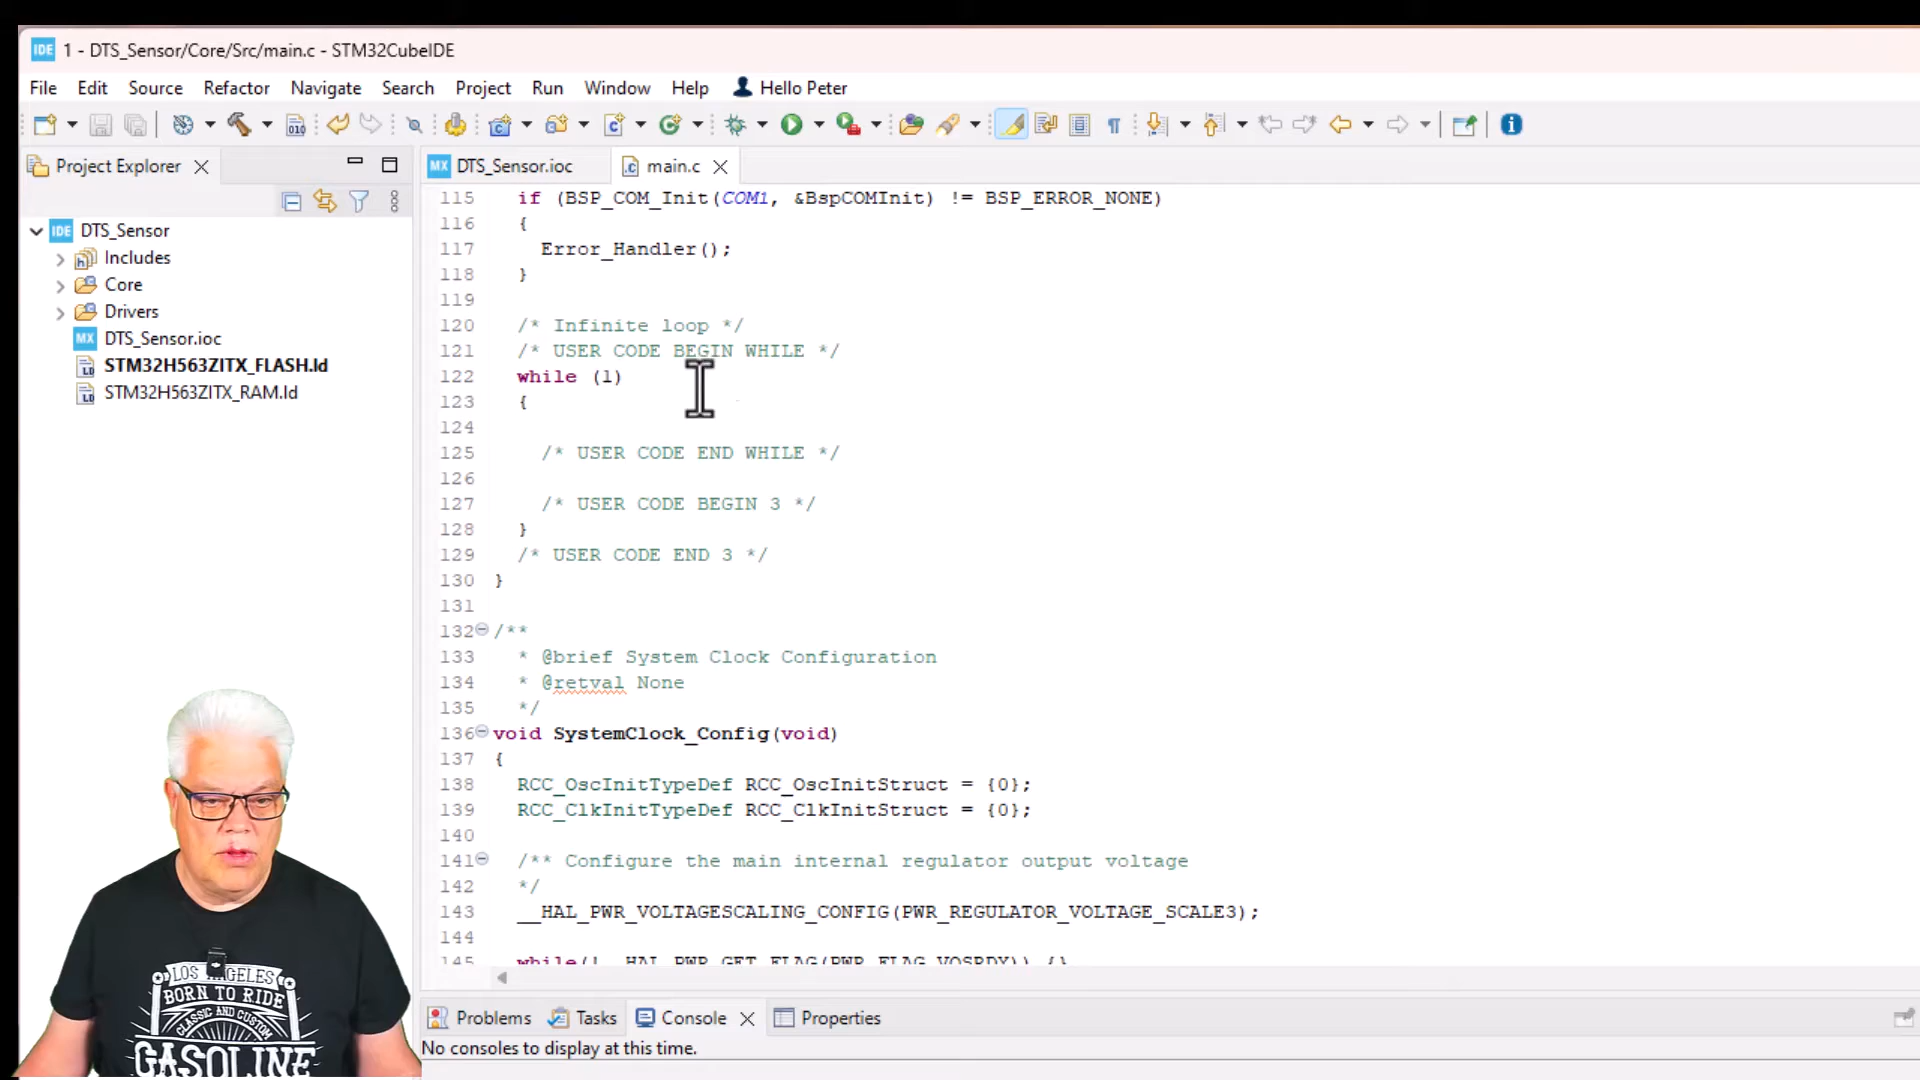 IDE 1 - DTS_Sensor/Core/Src/main.c - STM32CubeIDE
File Edit Source Refactor Navigate Search Project Run Window Help Hello Peter
Project Explorer
DTS_Sensor.ioc
main.c
IDE DTS_Sensor
Includes
Core
Drivers
MX DTS_Sensor.ioc
STM32H563ZITX_FLASH.ld
STM32H563ZITX_RAM.ld
115 if (BSP_COM_Init(COM1, &BspCOMInit) != BSP_ERROR_NONE)
116 {
117 Error_Handler();
118 }
119
120 /* Infinite loop */
121 /* USER CODE BEGIN WHILE */
122 while (1)
123 {
124
125 /* USER CODE END WHILE */
126
127 /* USER CODE BEGIN 3 */
128 }
129 /* USER CODE END 3 */
130 }
131
132 /**
133 * @brief System Clock Configuration
134 * @retval None
135 */
136 void SystemClock_Config(void)
137 {
138 RCC_OscInitTypeDef RCC_OscInitStruct = {0};
139 RCC_ClkInitTypeDef RCC_ClkInitStruct = {0};
140
141 /** Configure the main internal regulator output voltage
142 */
143 __HAL_PWR_VOLTAGESCALING_CONFIG(PWR_REGULATOR_VOLTAGE_SCALE3);
144
145 while(!__HAL_PWR_GET_FLAG(PWR_FLAG_VOSRDY)) {}
Problems Tasks Console Properties
No consoles to display at this time.
LOS ANGELES
BORN TO RIDE
CLASSIC AND CUSTOM
GASOLINE